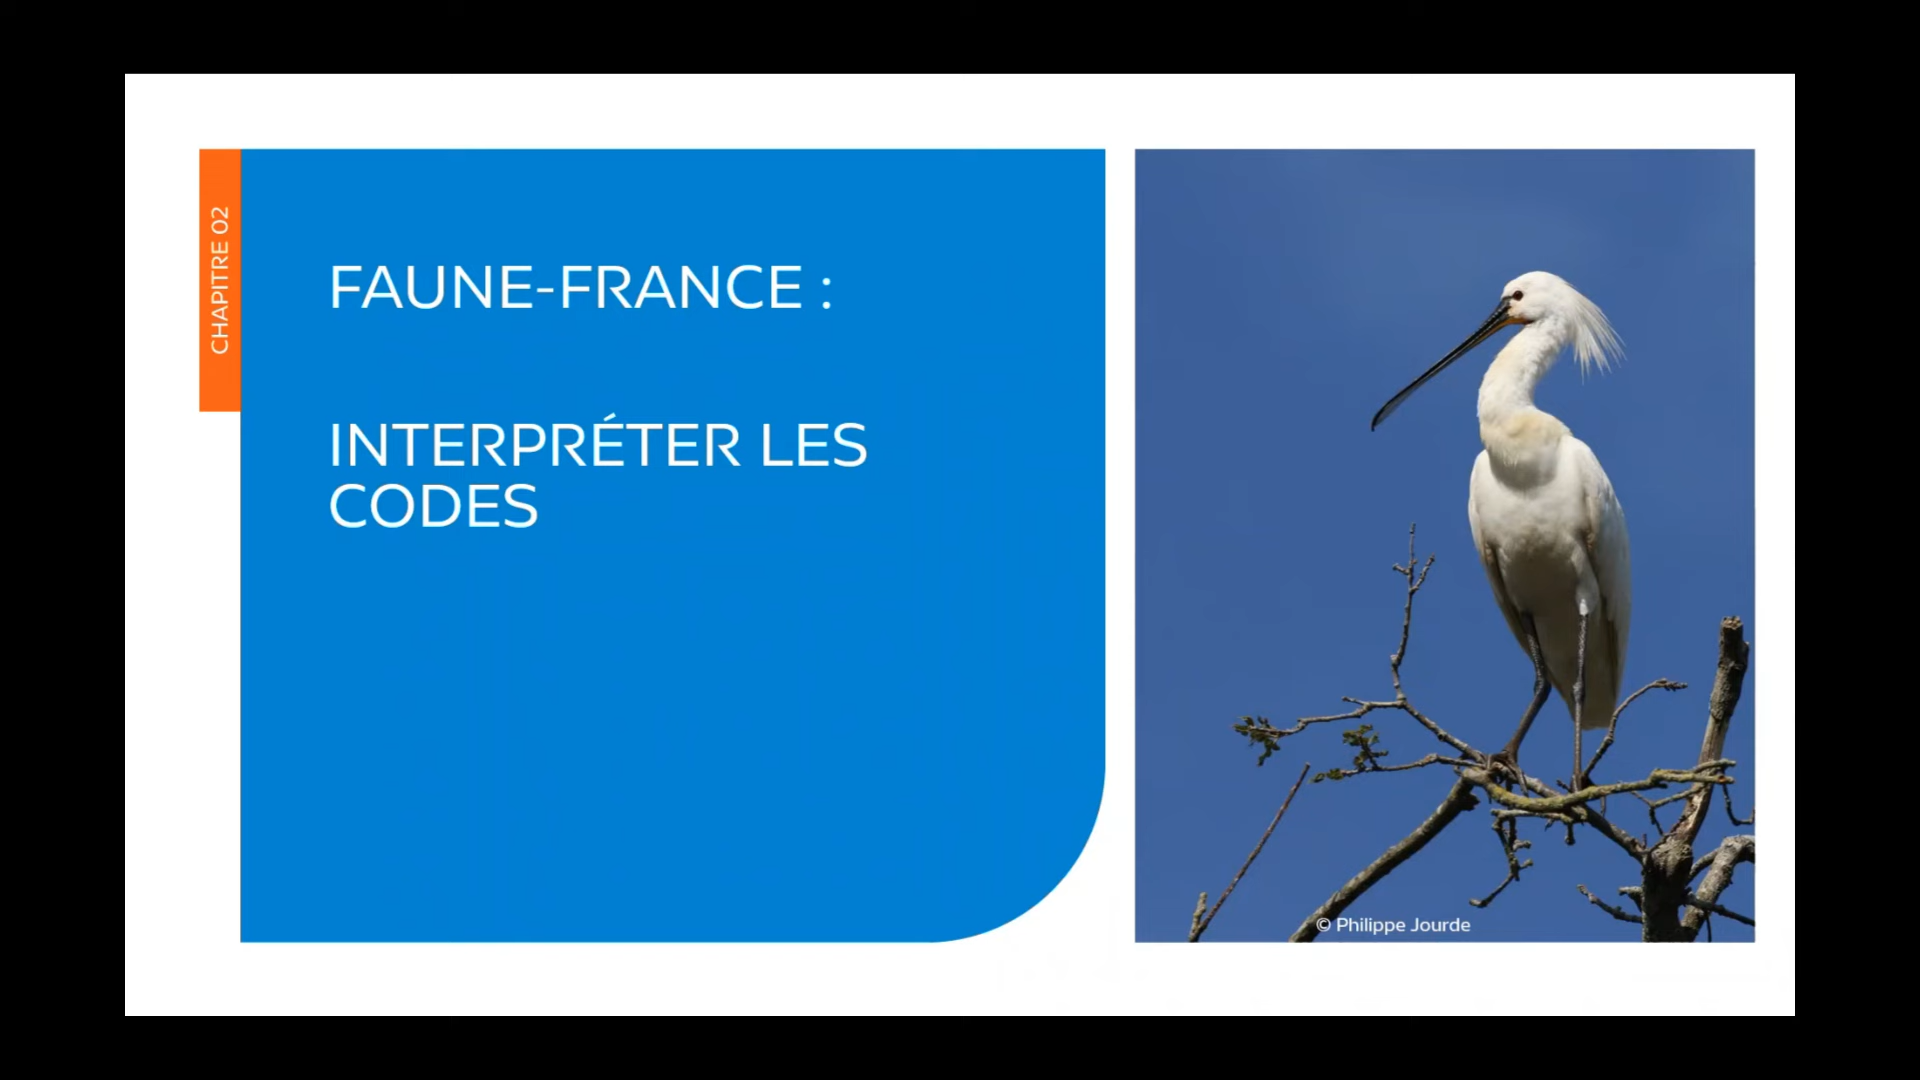 CHAPITRE 02
FAUNE-FRANCE :
INTERPRÉTER LES
CODES
© Philippe Jourde